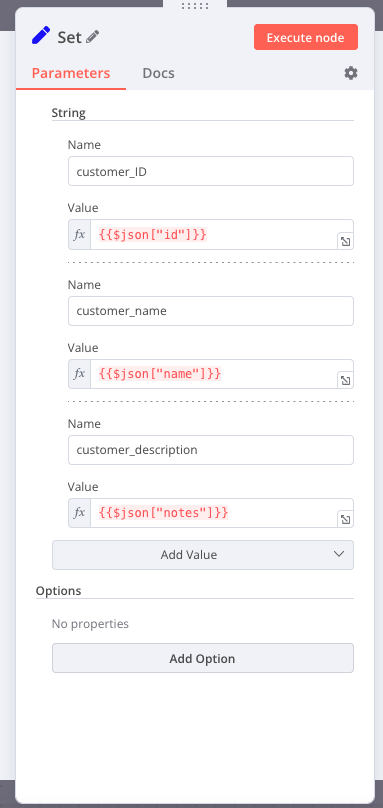 Set
Execute node
Parameters
Docs
String
Name
customer_ID
Value
fx
{{$json["id"]}}
Name
customer_name
Value
fx
{{$json["name"]}}
Name
customer_description
Value
fx
{{$json["notes"]}}
Add Value
Options
No properties
Add Option